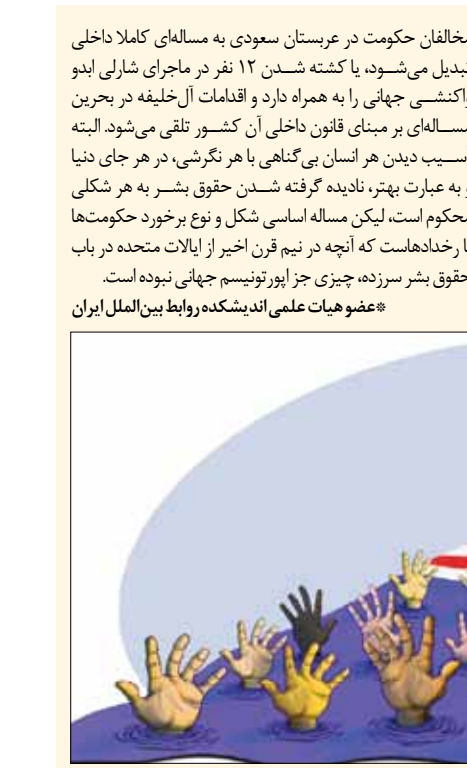 مخالفان حکومت در عربستان سعودی به مساله‌ای کاملا داخلی
تبدیل می‌شود، یا کشته شدن ۱۲ نفر در ماجرای شارلی ابدو
واکنشی جهانی را به همراه دارد و اقدامات آل‌خلیفه در بحرین
مساله‌ای بر مبنای قانون داخلی آن کشور تلقی می‌شود. البته
آسیب دیدن هر انسان بی‌گناهی با هر نگرشی، در هر جای دنیا
و به عبارت بهتر، نادیده گرفته شدن حقوق بشر به هر شکلی
محکوم است، لیکن مساله اساسی شکل و نوع برخورد حکومت‌ها
با رخدادهاست که آنچه در نیم قرن اخیر از ایالات متحده در باب
حقوق بشر سرزده، چیزی جز اپورتونیسم جهانی نبوده است.
*عضو هیات علمی اندیشکده روابط بین‌الملل ایران